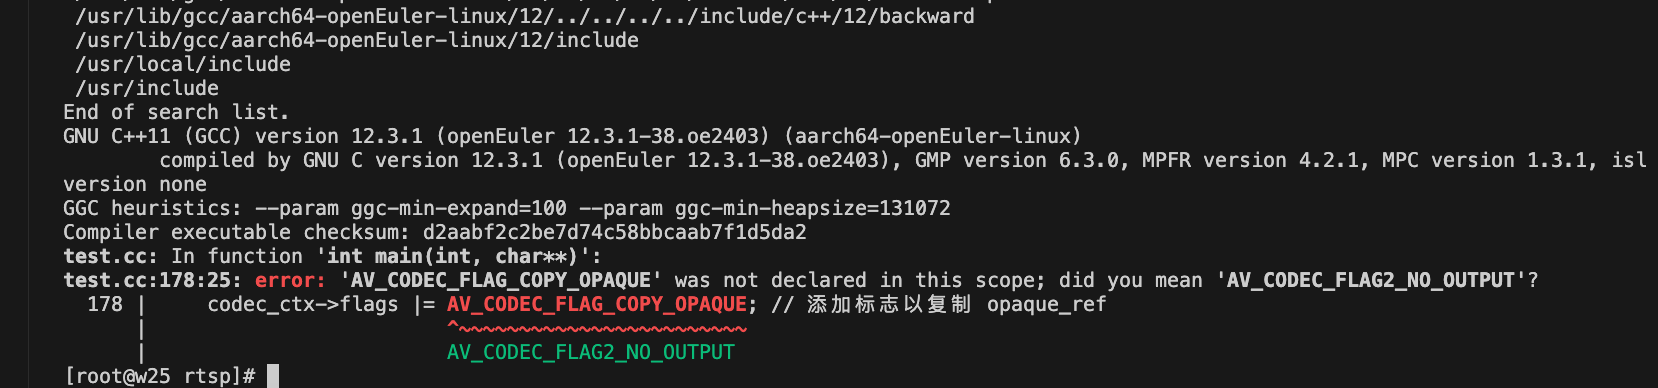 /usr/lib/gcc/aarch64-openEuler-linux/12/../../../../include/c++/12/backward
/usr/lib/gcc/aarch64-openEuler-linux/12/include
/usr/local/include
/usr/include
End of search list.
GNU C++11 (GCC) version 12.3.1 (openEuler 12.3.1-38.oe2403) (aarch64-openEuler-linux)
compiled by GNU C version 12.3.1 (openEuler 12.3.1-38.oe2403), GMP version 6.3.0, MPFR version 4.2.1, MPC version 1.3.1, isl
version none
GGC heuristics: --param ggc-min-expand=100 --param ggc-min-heapsize=131072
Compiler executable checksum: d2aabf2c2be7d74c58bbcaab7f1d5da2
test.cc: In function 'int main(int, char**)':
test.cc:178:25: error: 'AV_CODEC_FLAG_COPY_OPAQUE' was not declared in this scope; did you mean 'AV_CODEC_FLAG2_NO_OUTPUT'?
178 |     codec_ctx->flags |= AV_CODEC_FLAG_COPY_OPAQUE; // 添加标志以复制 opaque_ref
|                         ^~~~~~~~~~~~~~~~~~~~~~~~~
|                         AV_CODEC_FLAG2_NO_OUTPUT
[root@w25 rtsp]#